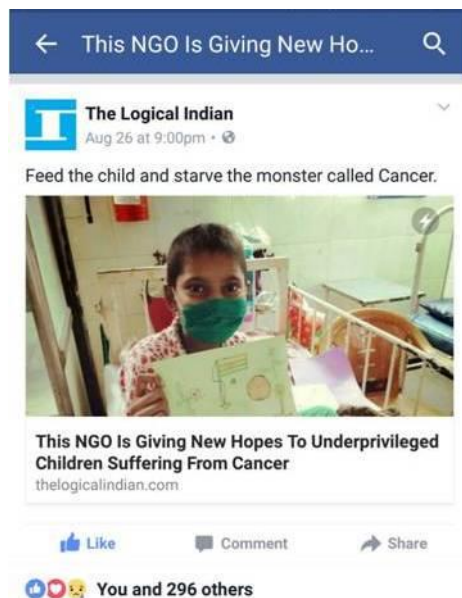 This NGO Is Giving New Ho...
The Logical Indian
Aug 26 at 9:00pm •
Feed the child and starve the monster called Cancer.
This NGO Is Giving New Hopes To Underprivileged
Children Suffering From Cancer
thelogicalindian.com
Like Comment Share
You and 296 others